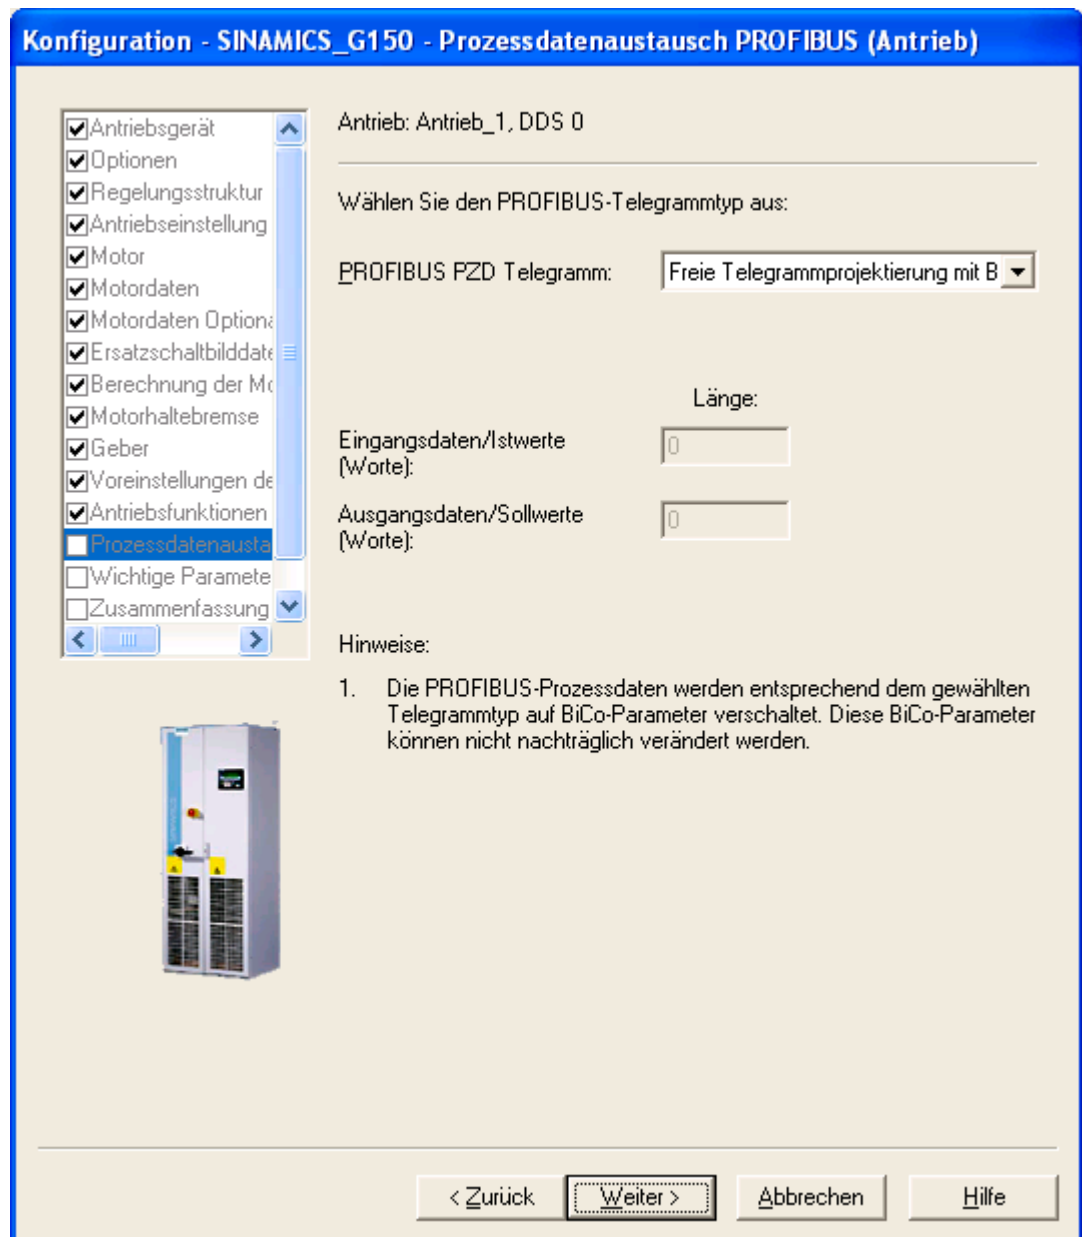 Konfiguration - SINAMICS_G150 - Prozessdatenaustausch PROFIBUS (Antrieb)
Antriebsgerät
Optionen
Regelungsstruktur
Antriebseinstellung
Motor
Motordaten
Motordaten Optiona
Ersatzschaltbilddate
Berechnung der Mo
Motorhaltebremse
Geber
Voreinstellungen de
Antriebsfunktionen
Prozessdatenausta
Wichtige Paramete
Zusammenfassung
Antrieb: Antrieb_1, DDS 0
Wählen Sie den PROFIBUS-Telegrammtyp aus:
PROFIBUS PZD Telegramm: Freie Telegrammprojektierung mit B
Länge:
Eingangsdaten/Istwerte
(Worte): 0
Ausgangsdaten/Sollwerte
(Worte): 0
Hinweise:
1. Die PROFIBUS-Prozessdaten werden entsprechend dem gewählten
Telegrammtyp auf BiCo-Parameter verschaltet. Diese BiCo-Parameter
können nicht nachträglich verändert werden.
SINAMICS
< Zurück Weiter > Abbrechen Hilfe